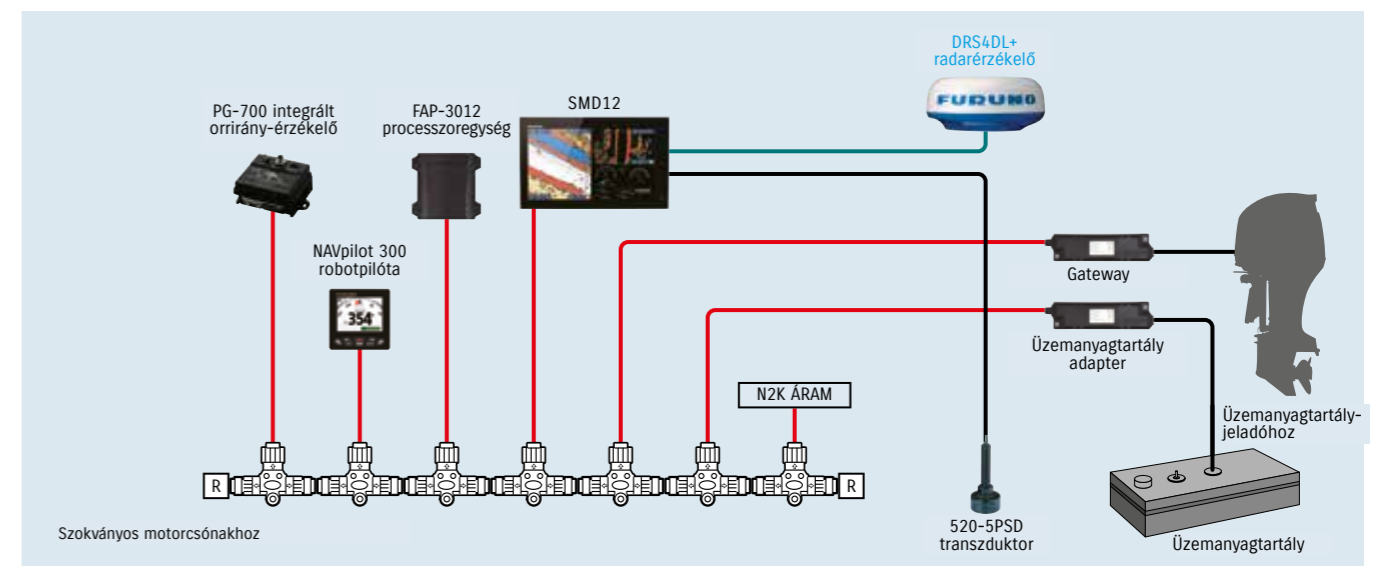 DRS4DL+
radarérzékelő
FURUNO
SMD12
PG-700 integrált
orrirány-érzékelő
FAP-3012
processzoregység
NAVpilot 300
robotpilóta
354°
Gateway
Üzemanyagtartály
adapter
N2K ÁRAM
Üzemanyagtartály-
jeladóhoz
R
R
520-5PSD
transzduktor
Üzemanyagtartály
Szokványos motorcsónakhoz